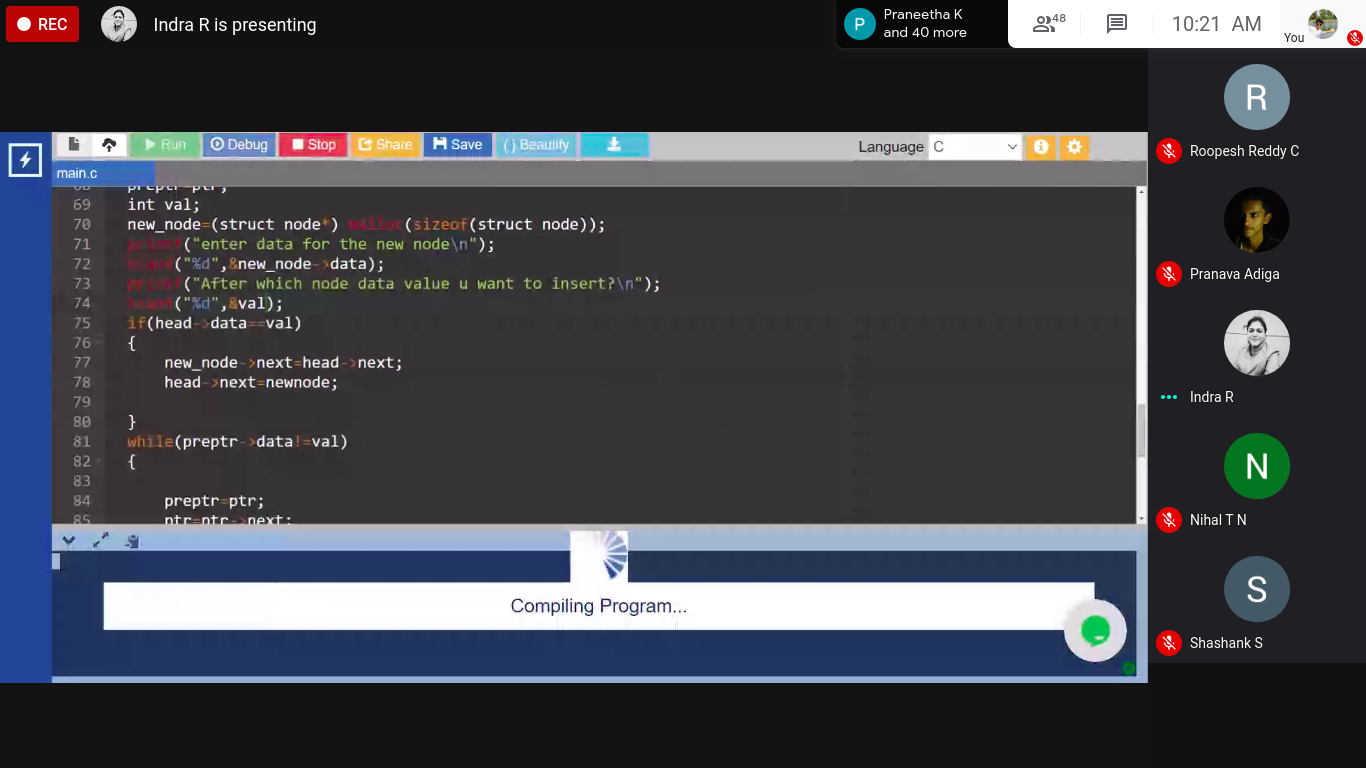 REC
Indra R is presenting
P
Praneetha K
and 40 more
48
10:21 AM
You
Run
Debug
Stop
Share
Save
{ } Beautify
Language
C
main.c
68 preptr=ptr;
69 int val;
70 new_node=(struct node*) malloc(sizeof(struct node));
71 printf("enter data for the new node\n");
72 scanf("%d",&new_node->data);
73 printf("After which node data value u want to insert?\n");
74 scanf("%d",&val);
75 if(head->data==val)
76 {
77 new_node->next=head->next;
78 head->next=newnode;
79
80 }
81 while(preptr->data!=val)
82 {
83
84 preptr=ptr;
85 ptr=ptr->next;
Compiling Program...
R
Roopesh Reddy C
Pranava Adiga
Indra R
N
Nihal T N
S
Shashank S